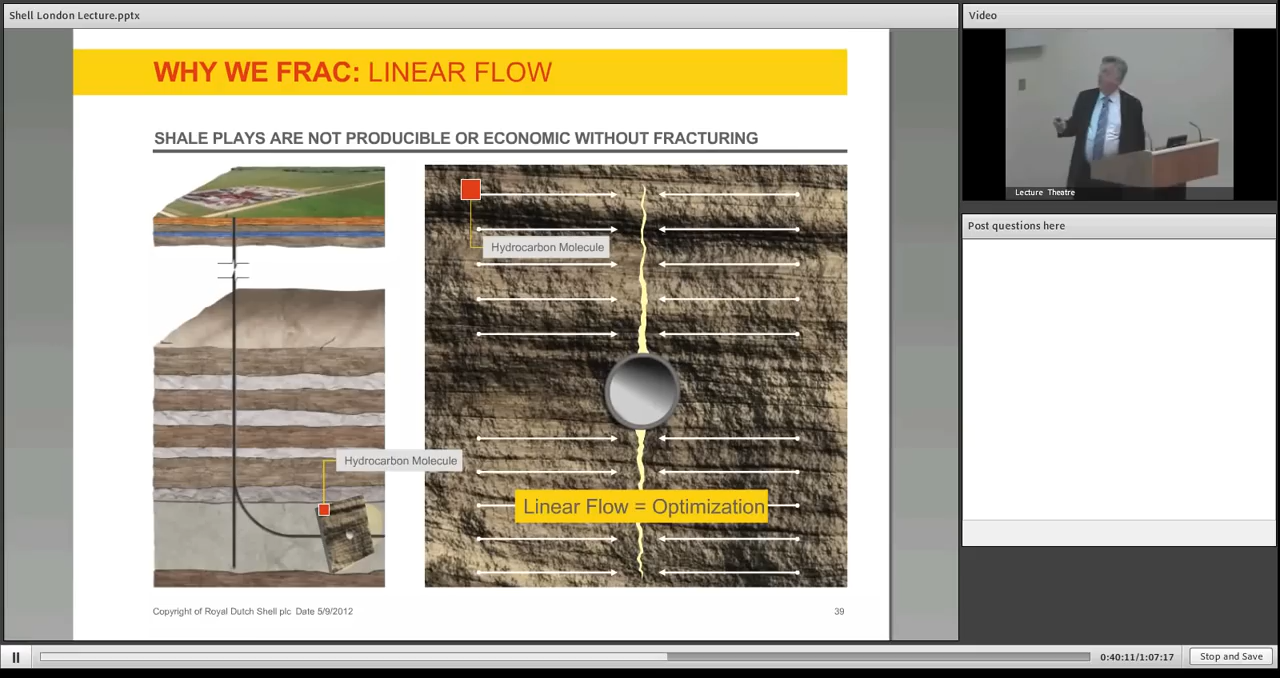 Shell London Lecture.pptx
WHY WE FRAC: LINEAR FLOW
SHALE PLAYS ARE NOT PRODUCIBLE OR ECONOMIC WITHOUT FRACTURING
Hydrocarbon Molecule
Hydrocarbon Molecule
Linear Flow = Optimization
Copyright of Royal Dutch Shell plc Date 5/9/2012
39
Video
Lecture Theatre
Post questions here
0:40:11/1:07:17
Stop and Save